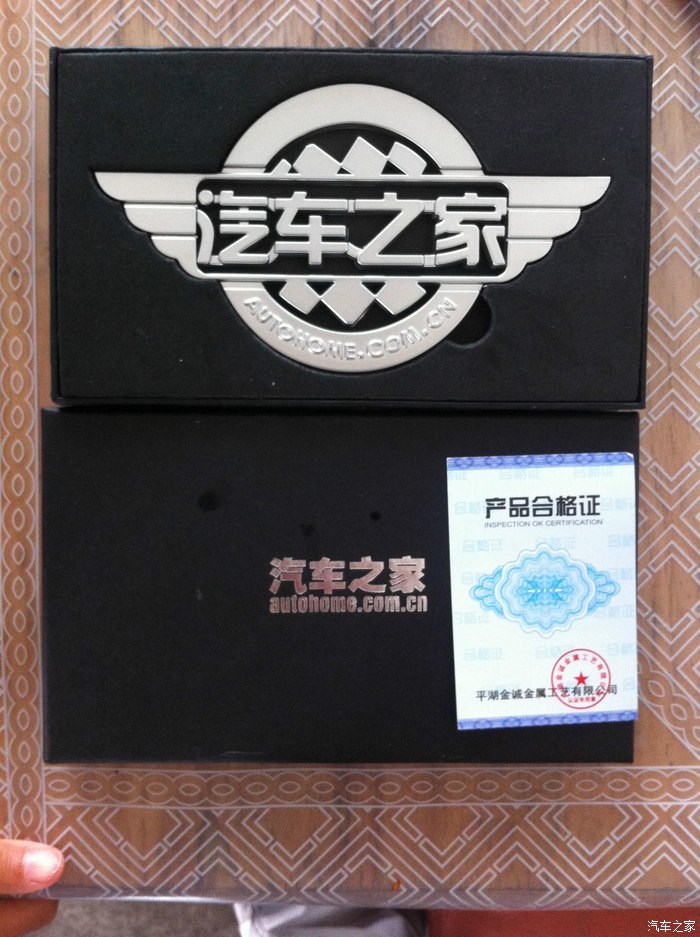 汽车之家
AUTOHOME.COM.CN
汽车之家
autohome.com.cn
产品合格证
INSPECTION OK CERTIFICATION
平湖金诚金属工艺有限公司
汽车之家